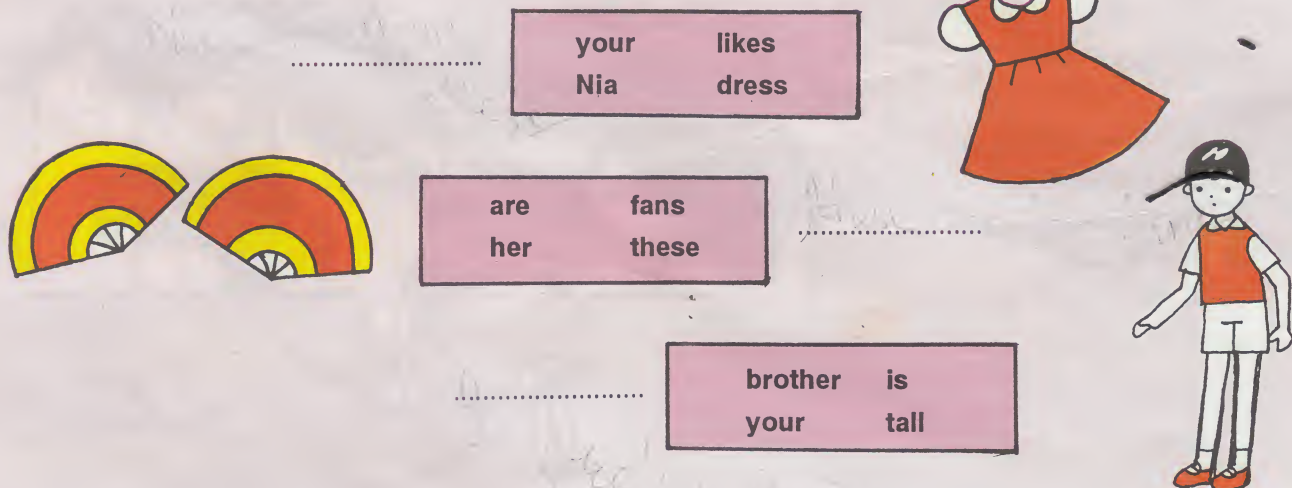 your likes
Nia dress
are fans
her these
brother is
your tall